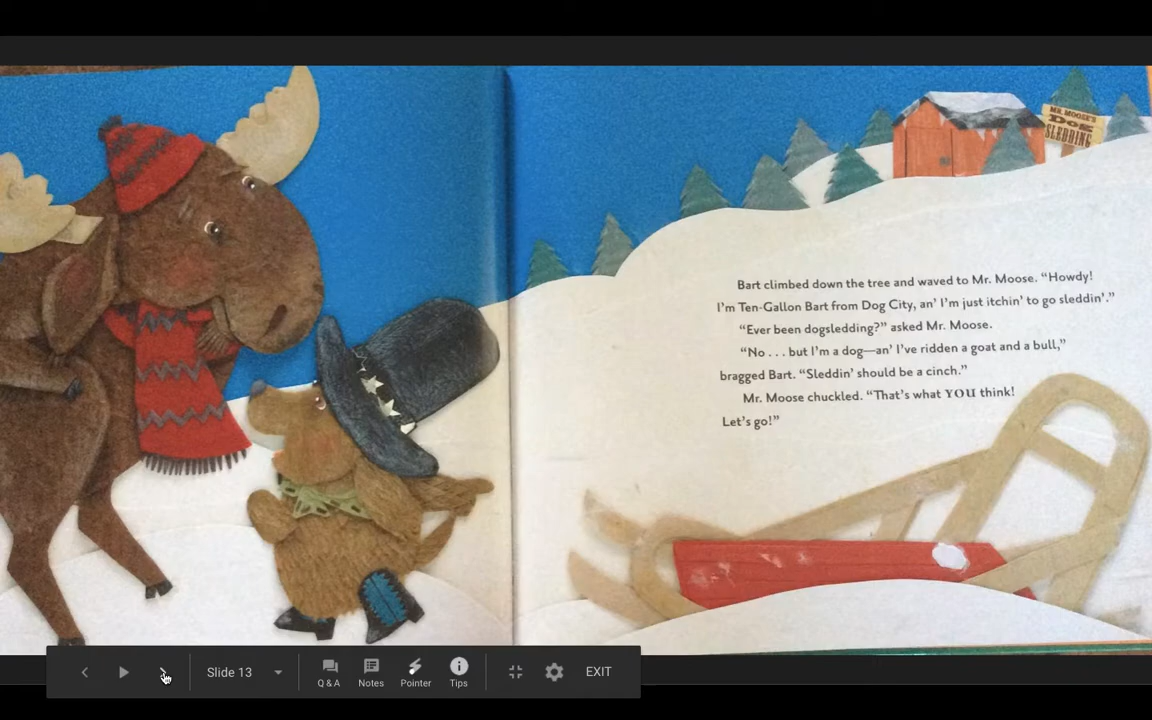 MR. MOOSE'S
DOG
SLEDDING
Bart climbed down the tree and waved to Mr. Moose. “Howdy!
I'm Ten-Gallon Bart from Dog City, an' I'm just itchin' to go sleddin'.”
“Ever been dogsledding?” asked Mr. Moose.
“No . . . but I'm a dog—an' I've ridden a goat and a bull,”
bragged Bart. “Sleddin' should be a cinch.”
Mr. Moose chuckled. “That's what YOU think!
Let's go!”
Slide 13
Q & A
Notes
Pointer
Tips
EXIT